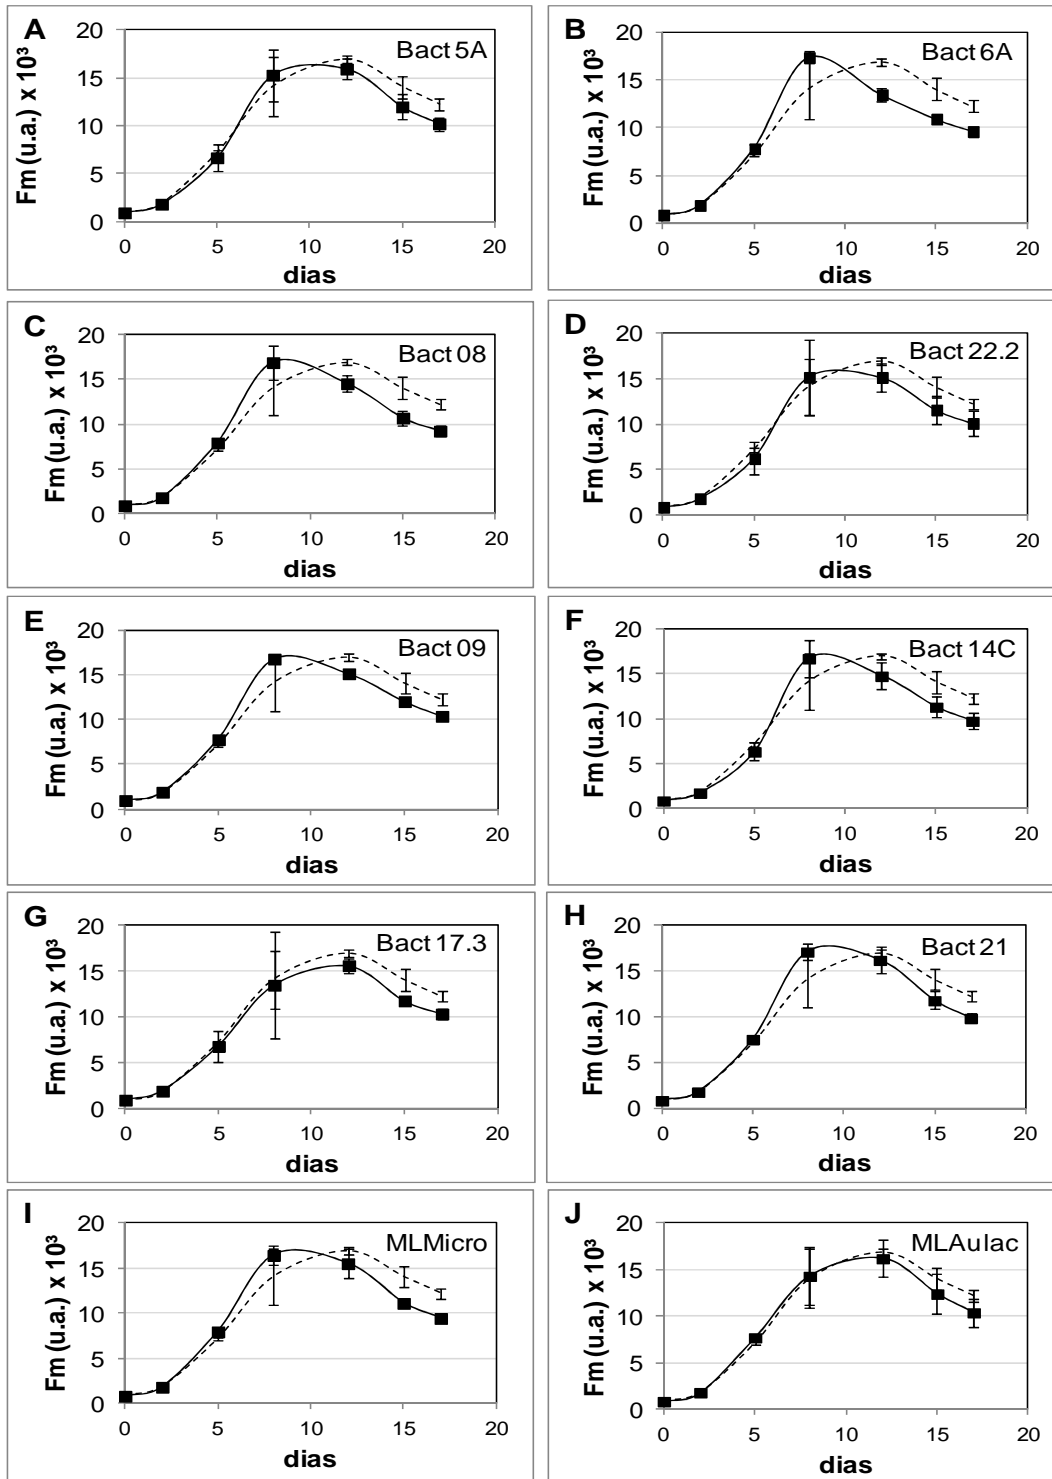 A
Bact 5A
Fm (u.a.) x 10³
20
15
10
5
0
0 5 10 15 20
dias
B
Bact 6A
Fm (u.a.) x 10³
20
15
10
5
0
0 5 10 15 20
dias
C
Bact 08
Fm (u.a.) x 10³
20
15
10
5
0
0 5 10 15 20
dias
D
Bact 22.2
Fm (u.a.) x 10³
20
15
10
5
0
0 5 10 15 20
dias
E
Bact 09
Fm (u.a.) x 10³
20
15
10
5
0
0 5 10 15 20
dias
F
Bact 14C
Fm (u.a.) x 10³
20
15
10
5
0
0 5 10 15 20
dias
G
Bact 17.3
Fm (u.a.) x 10³
20
15
10
5
0
0 5 10 15 20
dias
H
Bact 21
Fm (u.a.) x 10³
20
15
10
5
0
0 5 10 15 20
dias
I
MLMicro
Fm (u.a.) x 10³
20
15
10
5
0
0 5 10 15 20
dias
J
MLAulac
Fm (u.a.) x 10³
20
15
10
5
0
0 5 10 15 20
dias